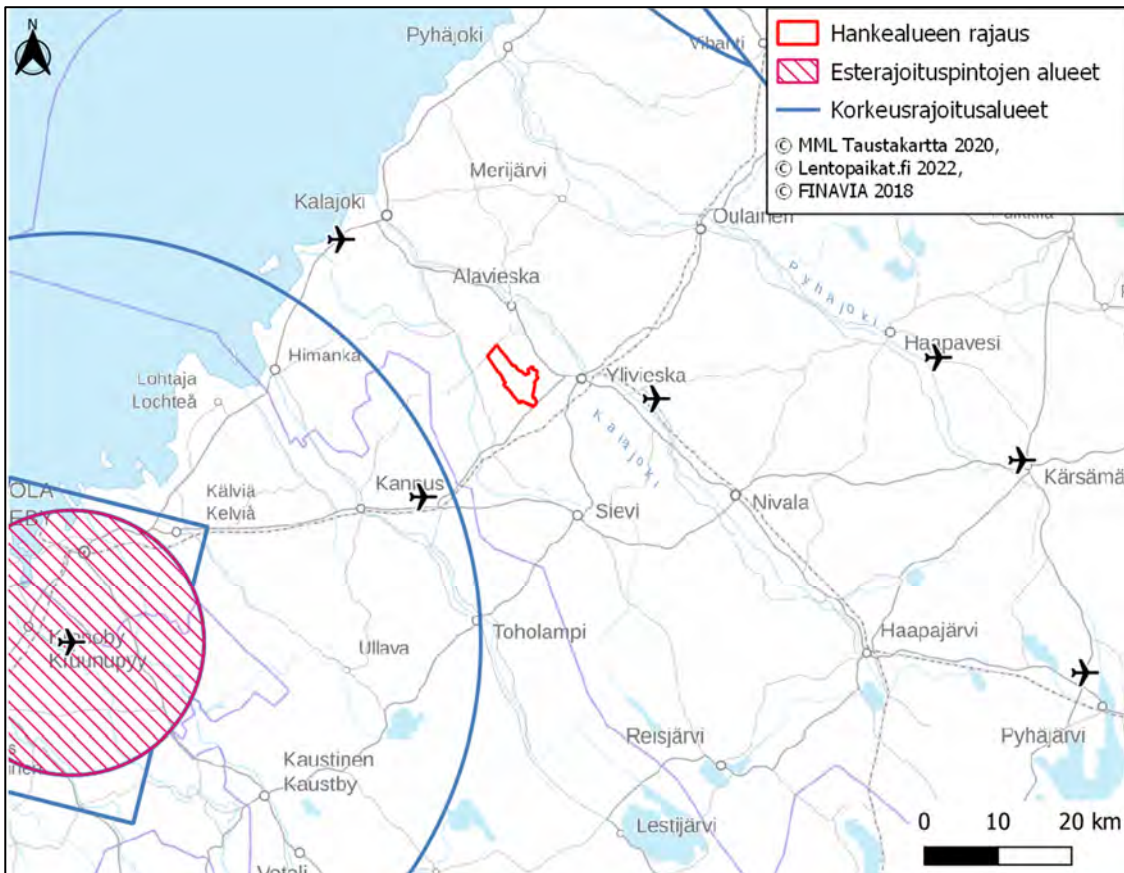 N
Pyhäjoki
Vihanti
Hankealueen rajaus
Esterajoituspintojen alueet
Korkeusrajoitusalueet
© MML Taustakartta 2020,
© Lentopaikat.fi 2022,
© FINAVIA 2018
Merijärvi
Kalajoki
Oulainen
Alavieska
Pyhäjoki
Haapavesi
Himanka
Ylivieska
Lohtaja
Lochteå
Kalajoki
Kannus
Kärsämä
OLA
EBY
Kälviä
Kelviå
Nivala
Sievi
Toholampi
Haapajärvi
Ullava
Kruunupyy
Reisjärvi
Pyhäjärvi
Kaustinen
Kaustby
Lestijärvi
0 10 20 km